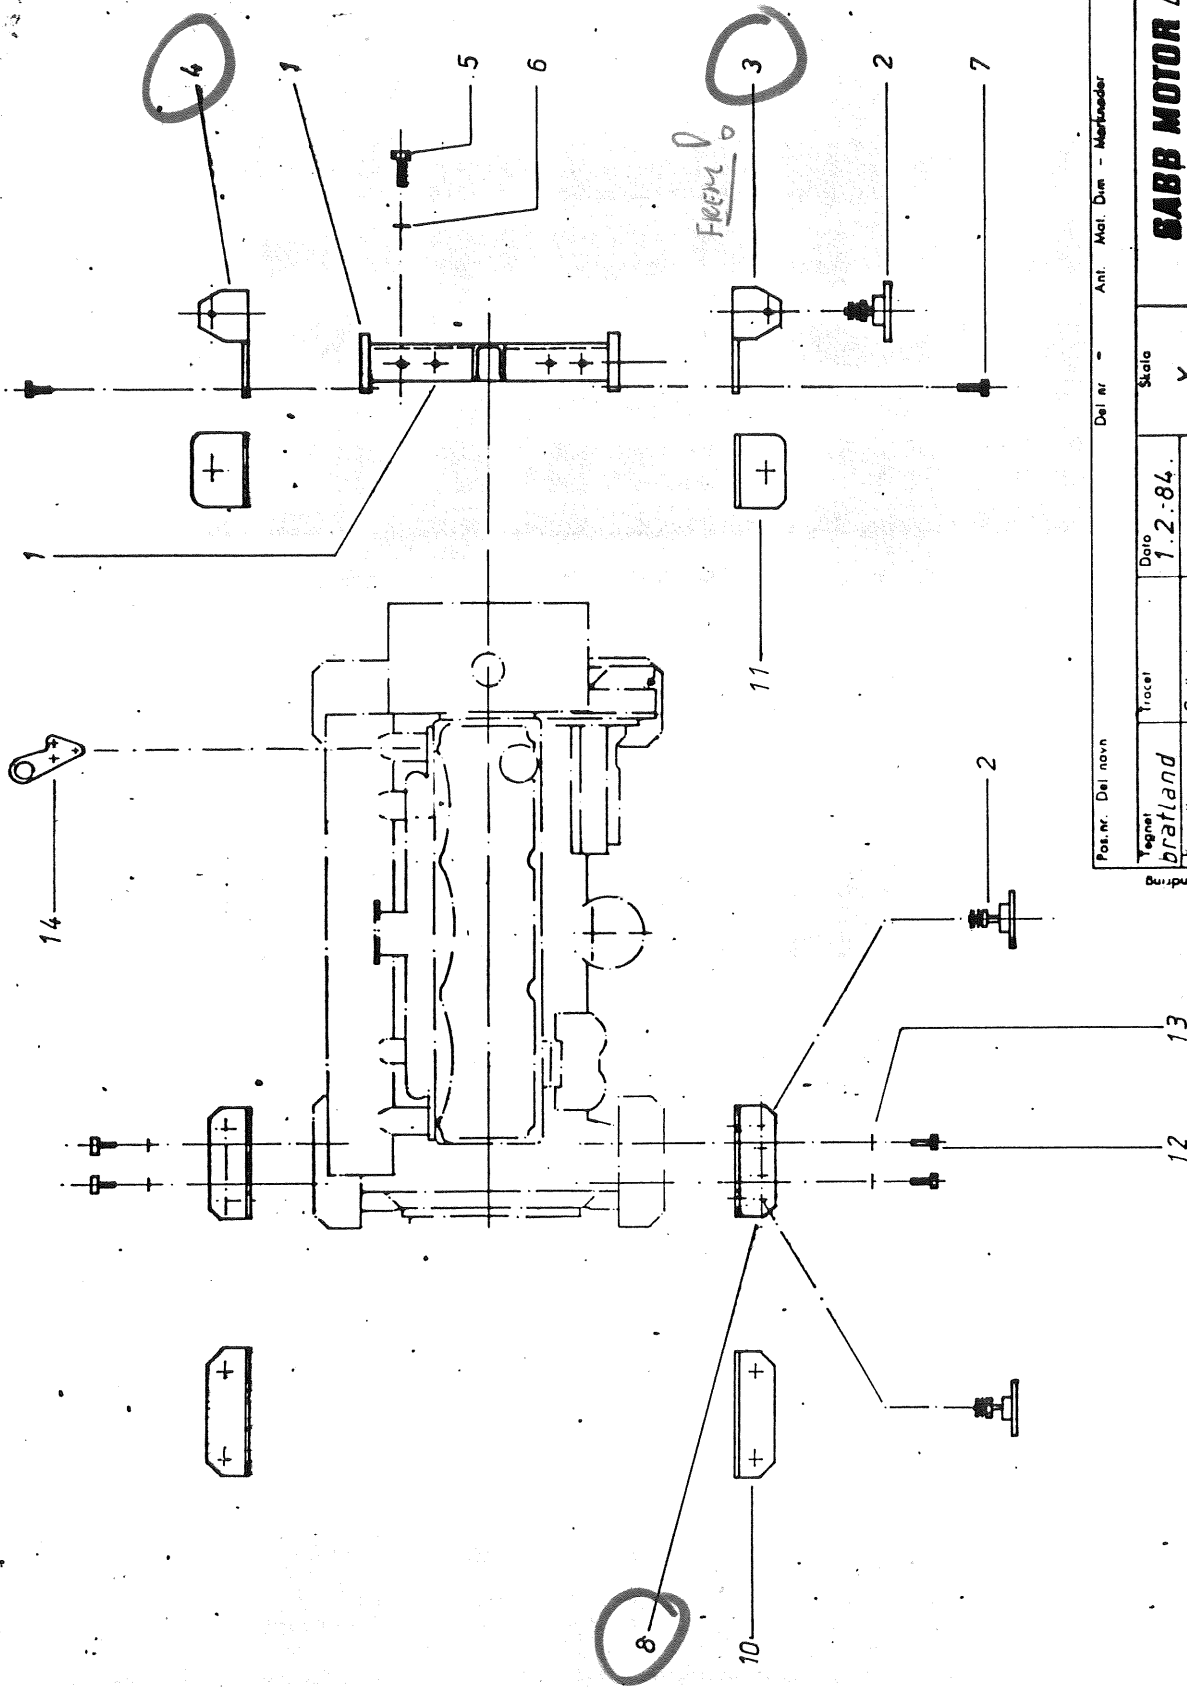 4
1
5
6
3
2
7
FREM!
1
11
14
2
13
12
8
10
Pos.nr. Del navn
Del nr - Ant. Mat. Dim - Merknader
Tegnet
bratland
Tracet
Dato
1.2.-84.
Skala
SABB MOTOR